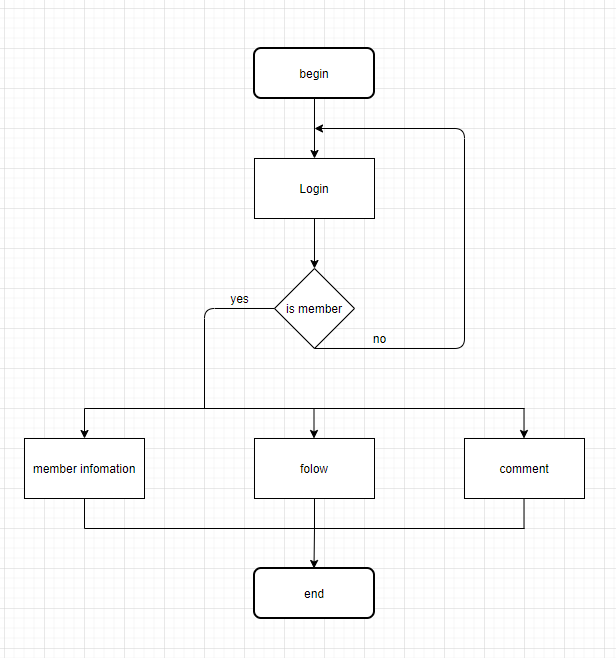 begin
Login
is member
yes
no
member infomation
folow
comment
end